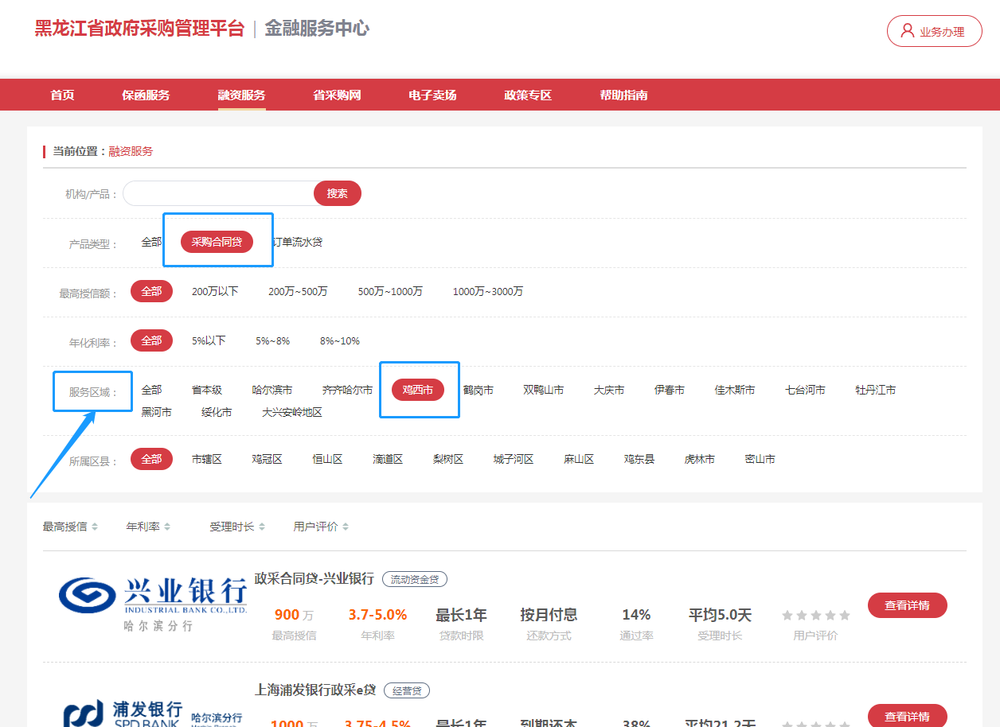 黑龙江省政府采购管理平台 | 金融服务中心
业务办理
首页 保函服务 融资服务 省采购网 电子卖场 政策专区 帮助指南
当前位置：融资服务
机构/产品： 搜索
产品类型： 全部 采购合同贷 订单流水贷
最高授信额： 全部 200万以下 200万~500万 500万~1000万 1000万~3000万
年化利率： 全部 5%以下 5%~8% 8%~10%
服务区域： 全部 省本级 哈尔滨市 齐齐哈尔市 鸡西市 鹤岗市 双鸭山市 大庆市 伊春市 佳木斯市 七台河市 牡丹江市
黑河市 绥化市 大兴安岭地区
所属区县： 全部 市辖区 鸡冠区 恒山区 滴道区 梨树区 城子河区 麻山区 鸡东县 虎林市 密山市
最高授信 年利率 受理时长 用户评价
兴业银行
INDUSTRIAL BANK CO.,LTD.
哈尔滨分行
政采合同贷-兴业银行 流动资金贷
900 万 3.7-5.0% 最长1年 按月付息 14% 平均5.0天
最高授信 年利率 贷款时限 还款方式 通过率 受理时长 用户评价
查看详情
上海浦发银行政采e贷 经营贷
浦发银行 哈尔滨分行
SPD BANK
1000 万 3.75-4.5% 最长1年 到期还本 38% 平均21.2天
查看详情